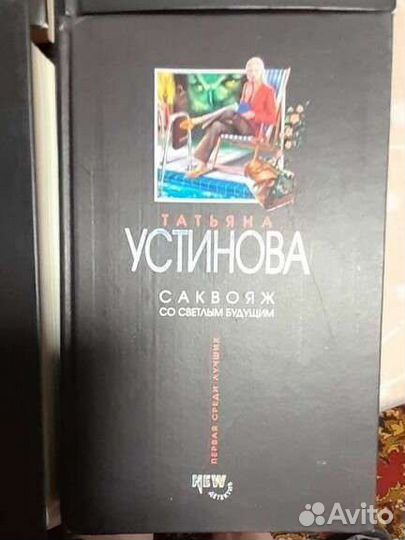 ТАТЬЯНА
УСТИНОВА
САКВОЯЖ
СО СВЕТЛЫМ БУДУЩИМ
ПЕРВАЯ СРЕДИ ЛУЧШИХ
NEW
ДЕТЕКТИВ
Avito